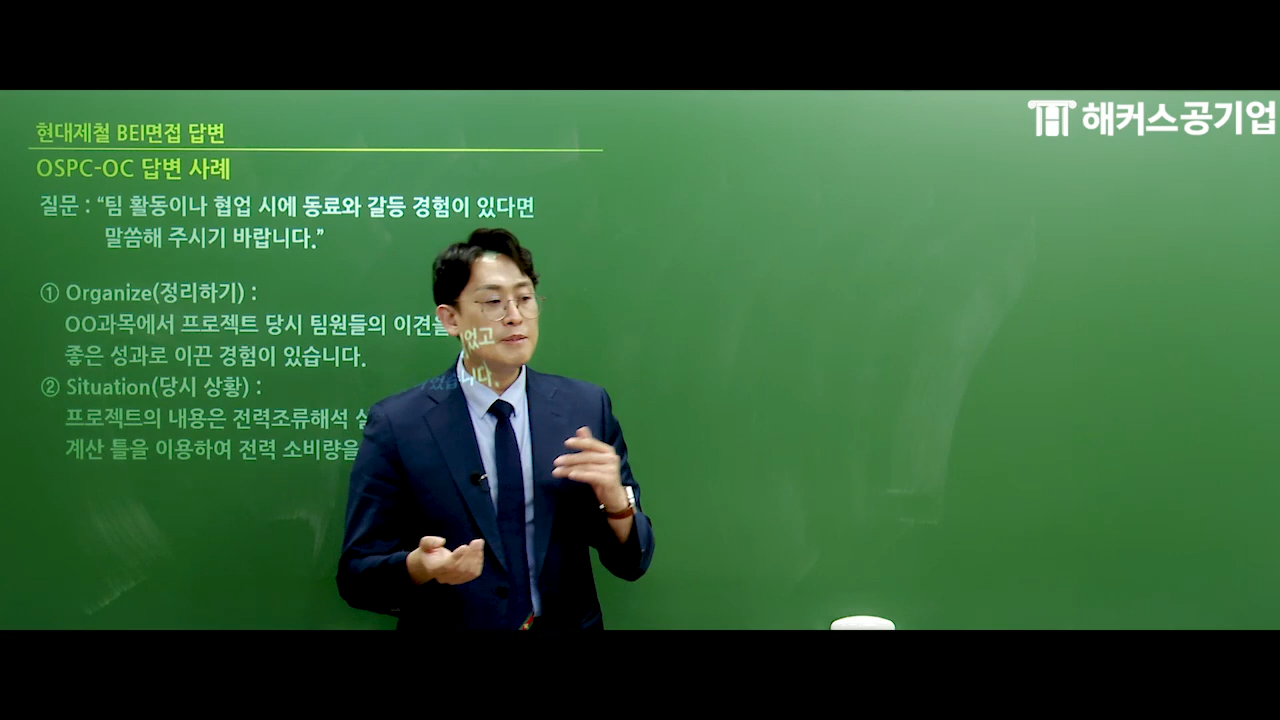 해커스공기업
현대제철 BEI면접 답변
OSPC-OC 답변 사례
질문 : “팀 활동이나 협업 시에 동료와 갈등 경험이 있다면
말씀해 주시기 바랍니다.”
① Organize(정리하기) :
OO과목에서 프로젝트 당시 팀원들의 이견을
좋은 성과로 이끈 경험이 있습니다.
② Situation(당시 상황) :
프로젝트의 내용은 전력조류해석
계산 틀을 이용하여 전력 소비량을